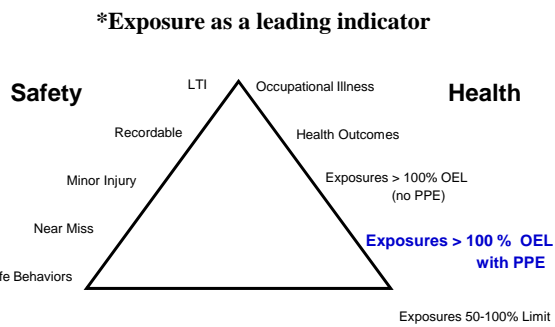 *Exposure as a leading indicator
Safety
LTI
Occupational Illness
Health
Recordable
Health Outcomes
Minor Injury
Exposures > 100% OEL
(no PPE)
Near Miss
Exposures > 100 % OEL
with PPE
Behaviors
Exposures 50-100% Limit